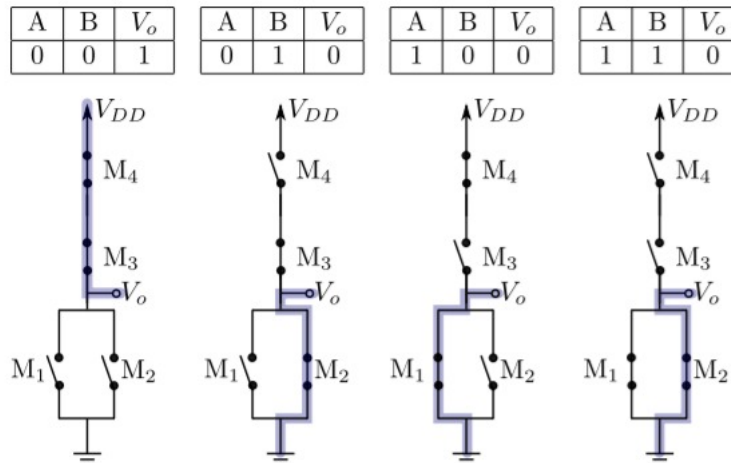 A B V_o A B V_o A B V_o A B V_o
0 0 1 0 1 0 1 0 0 1 1 0
V_DD V_DD V_DD V_DD
M_4 M_4 M_4 M_4
M_3 M_3 M_3 M_3
V_o V_o V_o V_o
M_1 M_2 M_1 M_2 M_1 M_2 M_1 M_2